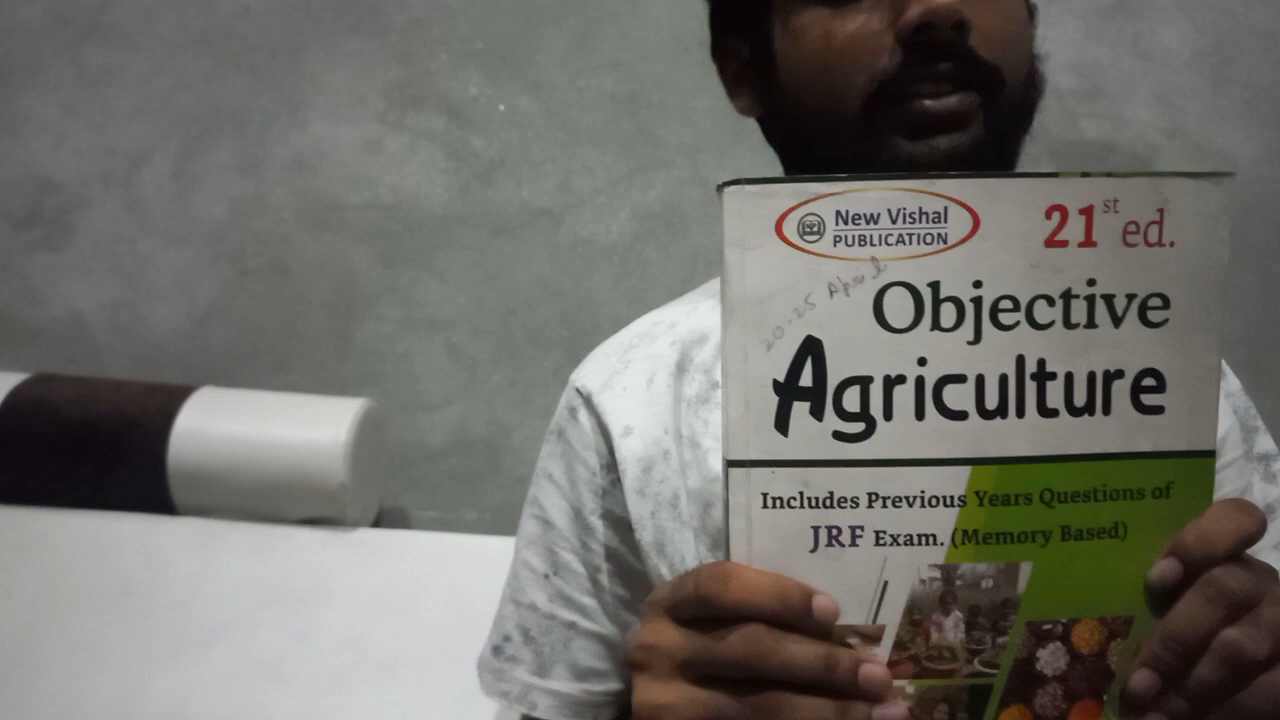 New Vishal
PUBLICATION
21st ed.
20-25 April
Objective
Agriculture
Includes Previous Years Questions of
JRF Exam. (Memory Based)